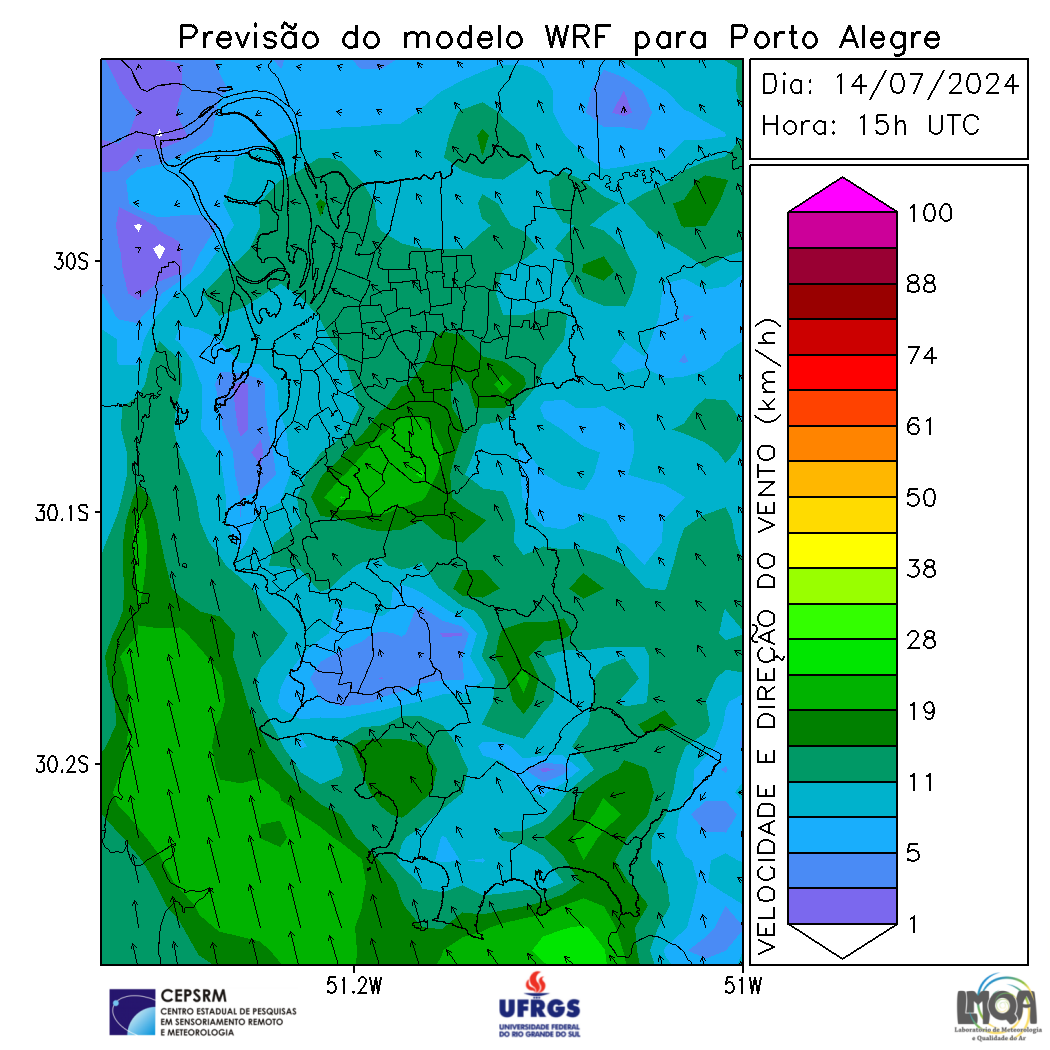 Previsão do modelo WRF para Porto Alegre
Dia: 14/07/2024
Hora: 15h UTC
30S
30.1S
30.2S
51.2W
51W
VELOCIDADE E DIREÇÃO DO VENTO (km/h)
100
88
74
61
50
38
28
19
11
5
1
CEPSRM
CENTRO ESTADUAL DE PESQUISAS
EM SENSORIAMENTO REMOTO
E METEOROLOGIA
UFRGS
UNIVERSIDADE FEDERAL
DO RIO GRANDE DO SUL
LMQA
Laboratório de Meteorologia
e Qualidade do Ar